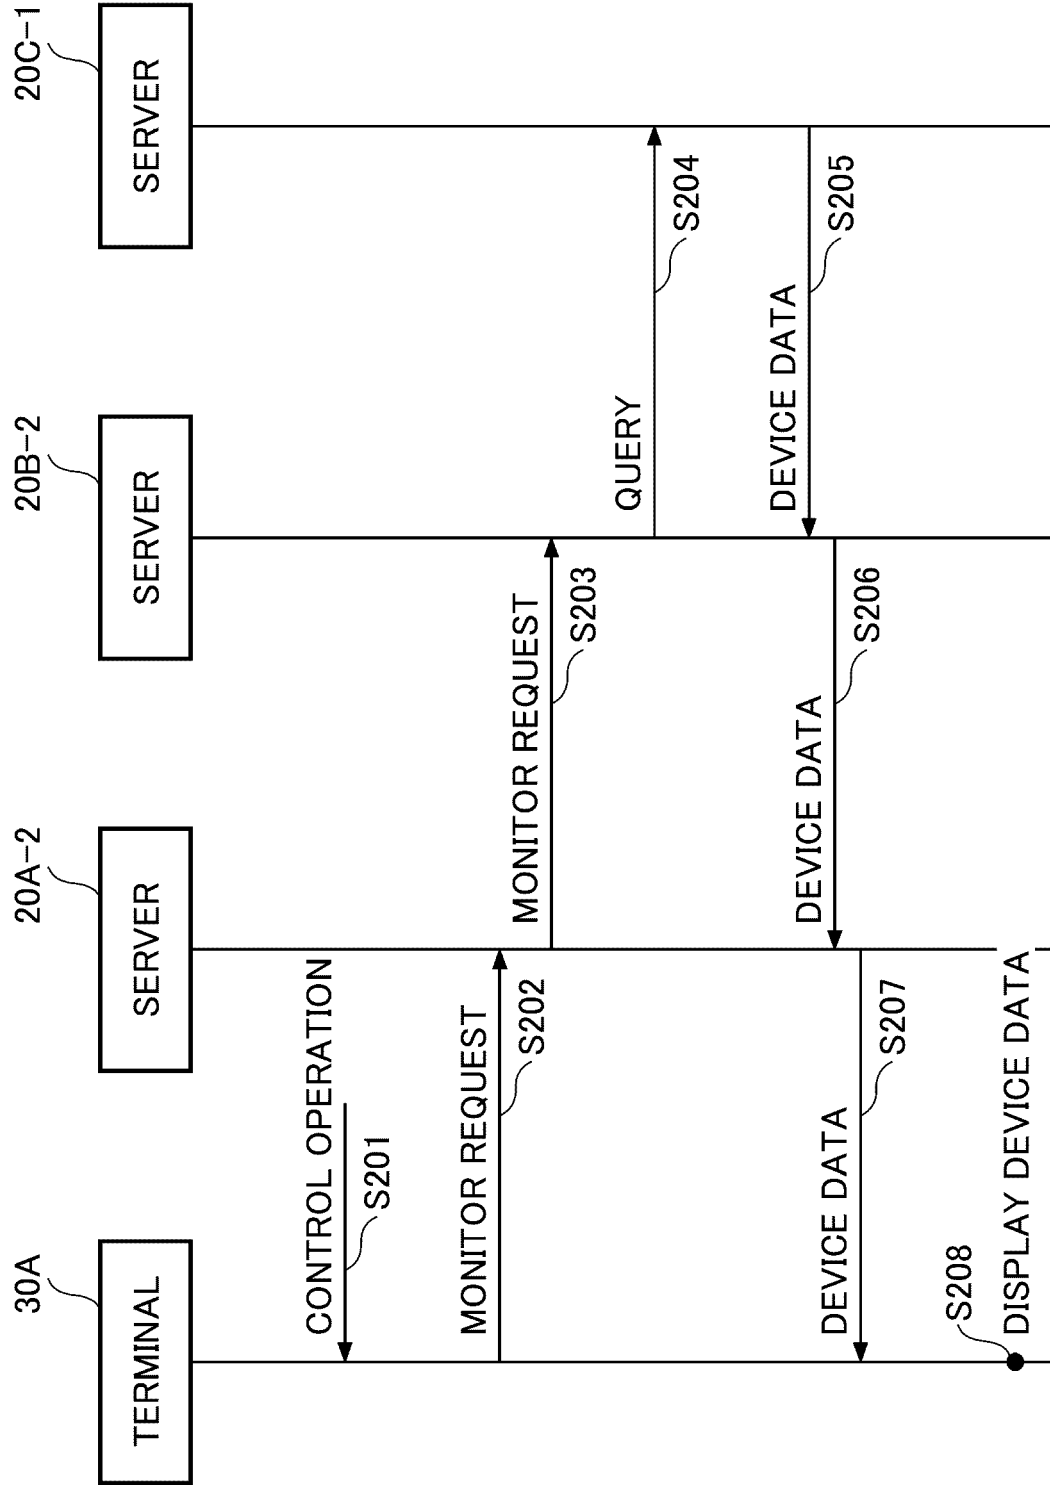 30A
20A-2
20B-2
20C-1
TERMINAL
SERVER
SERVER
SERVER
CONTROL OPERATION
S201
MONITOR REQUEST
S202
MONITOR REQUEST
S203
QUERY
S204
DEVICE DATA
S205
DEVICE DATA
S206
DEVICE DATA
S207
S208
DISPLAY DEVICE DATA